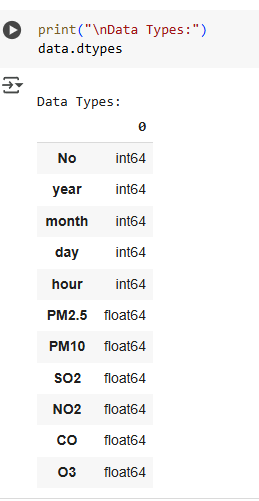 print("\nData Types:")
data.dtypes
Data Types:
0
No int64
year int64
month int64
day int64
hour int64
PM2.5 float64
PM10 float64
SO2 float64
NO2 float64
CO float64
O3 float64